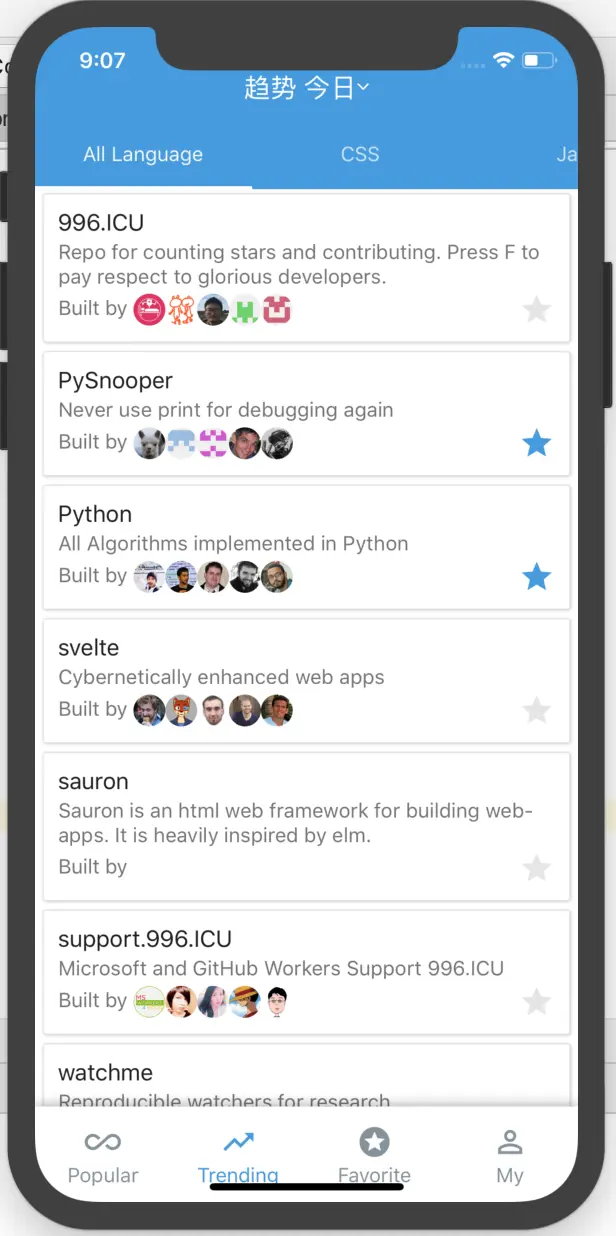 9:07
趋势 今日
All Language
CSS
Ja
996.ICU
Repo for counting stars and contributing. Press F to
pay respect to glorious developers.
Built by
PySnooper
Never use print for debugging again
Built by
Python
All Algorithms implemented in Python
Built by
svelte
Cybernetically enhanced web apps
Built by
sauron
Sauron is an html web framework for building web-
apps. It is heavily inspired by elm.
Built by
support.996.ICU
Microsoft and GitHub Workers Support 996.ICU
Built by
watchme
Reproducible watchers for research
Popular
Trending
Favorite
My